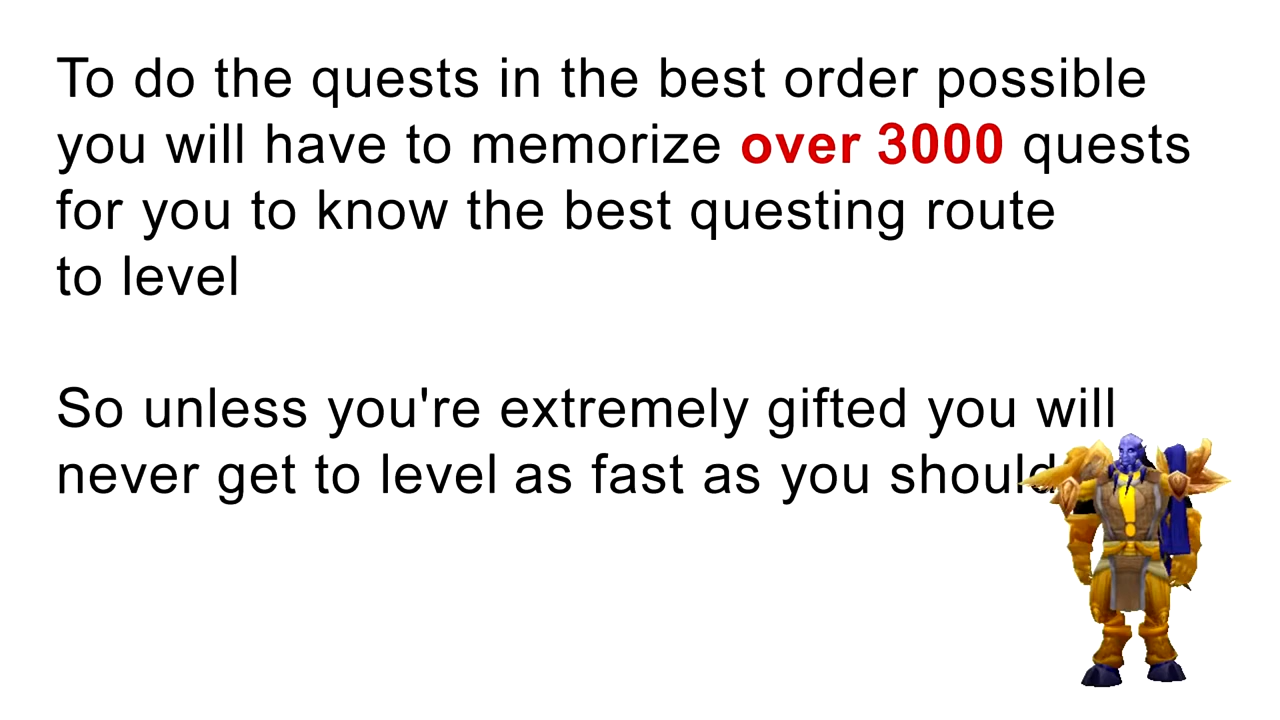 To do the quests in the best order possible
you will have to memorize over 3000 quests
for you to know the best questing route
to level
So unless you're extremely gifted you will
never get to level as fast as you should